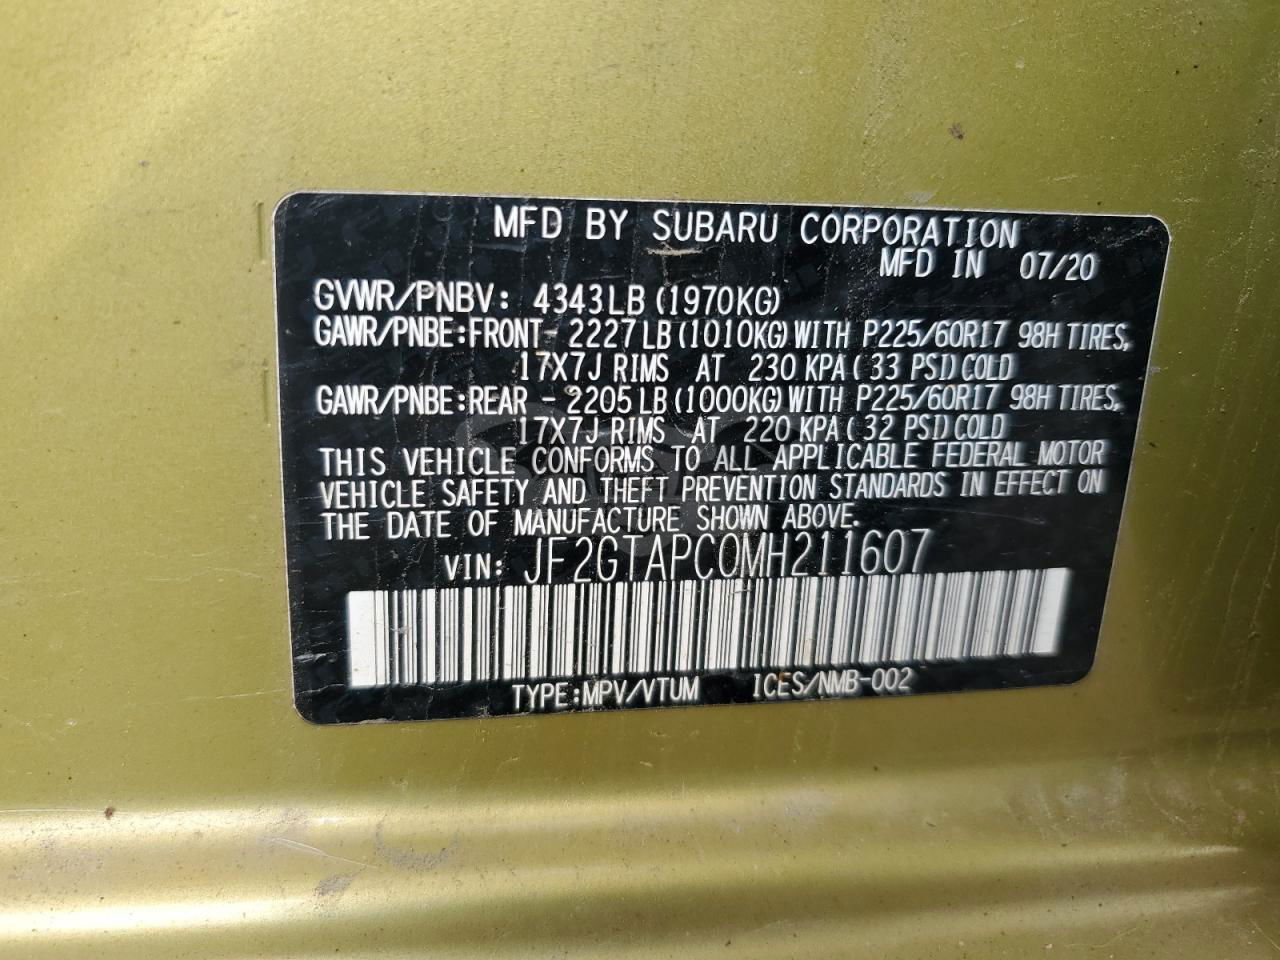 MFD BY SUBARU CORPORATION
MFD IN 07/20
GVWR/PNBV: 4343LB (1970KG)
GAWR/PNBE:FRONT- 2227LB (1010KG) WITH P225/60R17 98H TIRES,
17X7J RIMS AT 230 KPA( 33 PSI) COLD
GAWR/PNBE:REAR - 2205LB (1000KG) WITH P225/60R17 98H TIRES,
17X7J RIMS AT 220 KPA( 32 PSI) COLD
THIS VEHICLE CONFORMS TO ALL APPLICABLE FEDERAL MOTOR
VEHICLE SAFETY AND THEFT PREVENTION STANDARDS IN EFFECT ON
THE DATE OF MANUFACTURE SHOWN ABOVE.
VIN: JF2GTAPC0MH211607
TYPE:MPV/VTUM ICES/NMB-002